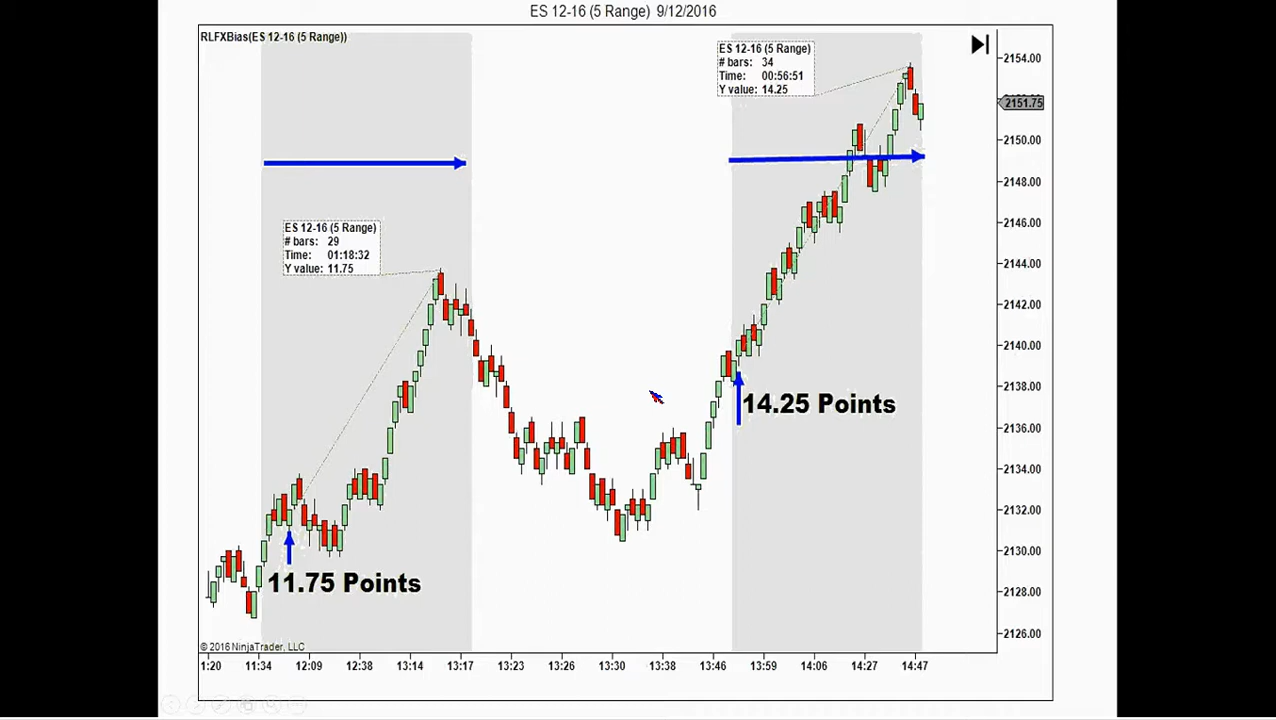 ES 12-16 (5 Range) 9/12/2016
RLFXBias(ES 12-16 (5 Range))
ES 12-16 (5 Range)
# bars: 34
Time: 00:56:51
Y value: 14.25
2154.00
2151.75
2150.00
2148.00
2146.00
2144.00
2142.00
2140.00
2138.00
2136.00
2134.00
2132.00
2130.00
2128.00
2126.00
ES 12-16 (5 Range)
# bars: 29
Time: 01:18:32
Y value: 11.75
14.25 Points
11.75 Points
© 2016 NinjaTrader, LLC
1:20 11:34 12:09 12:38 13:14 13:17 13:23 13:26 13:30 13:38 13:46 13:59 14:06 14:27 14:47